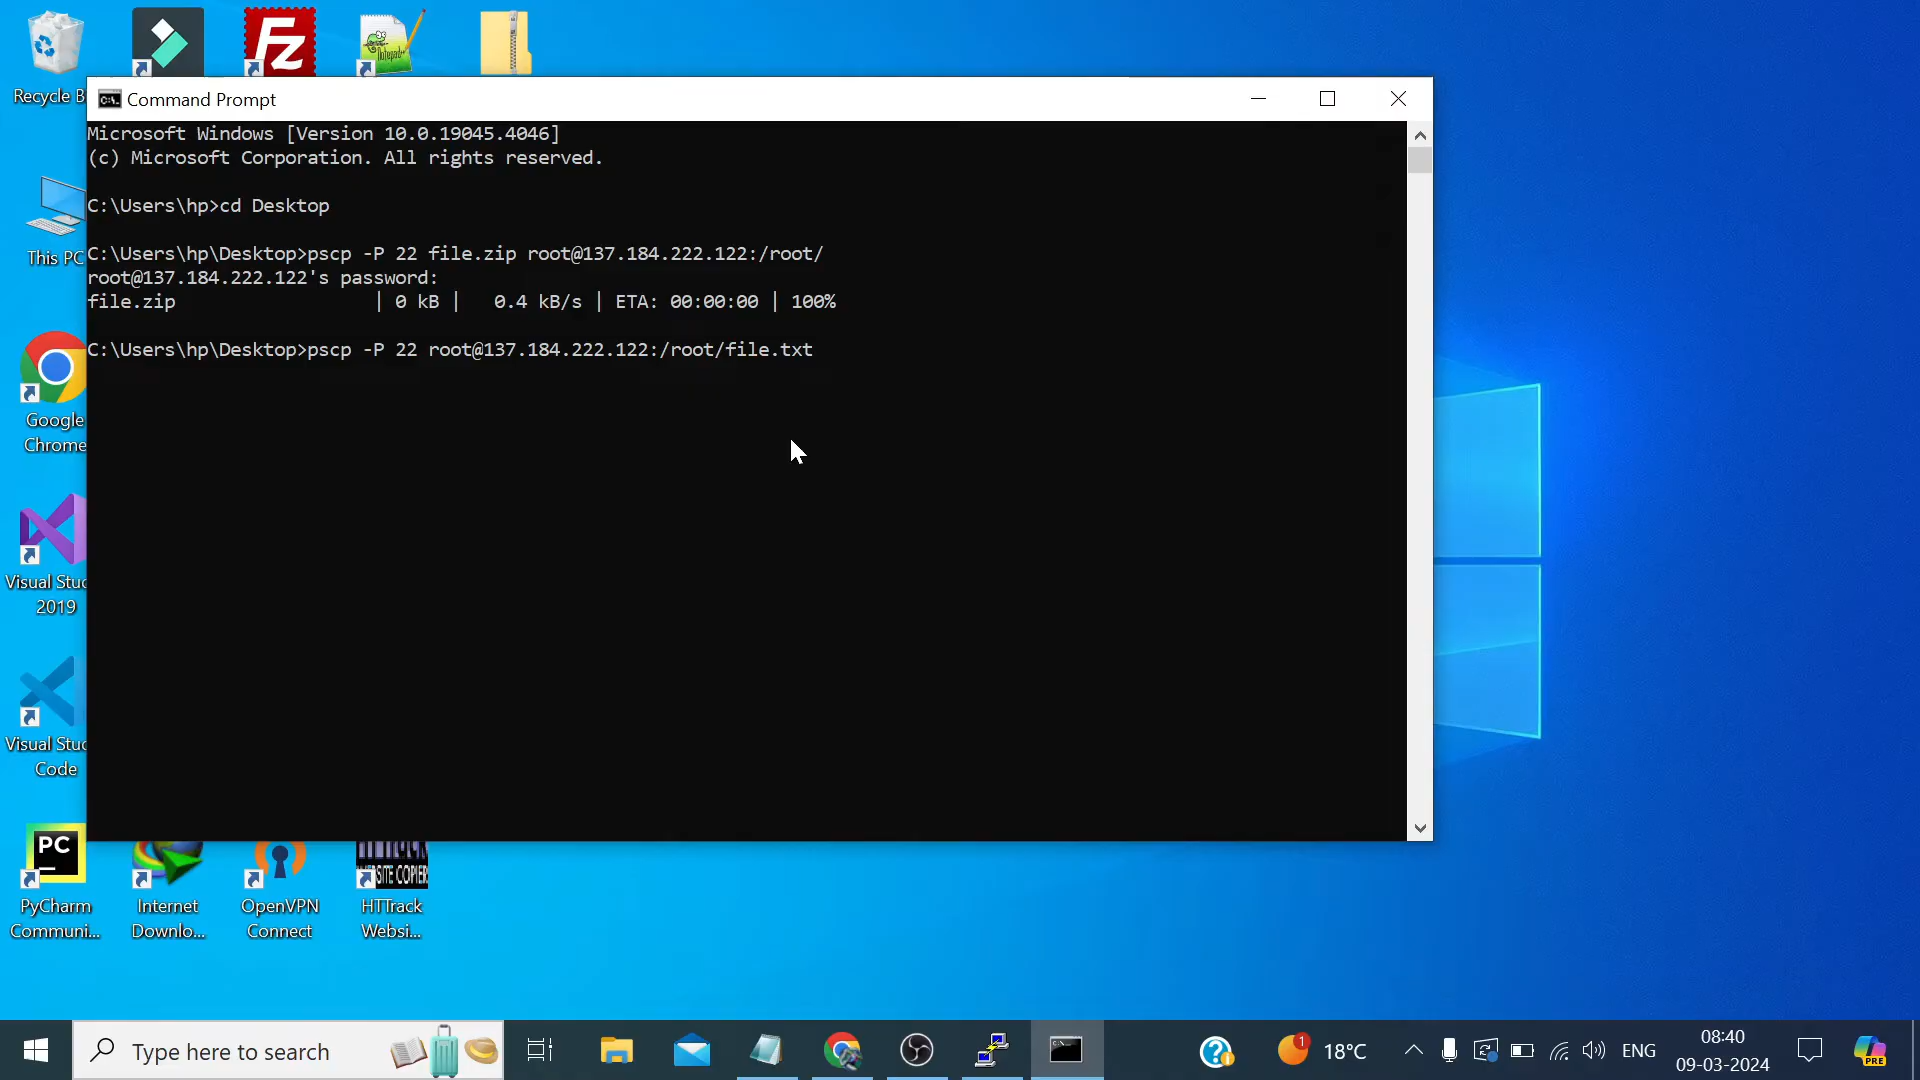 Recycle B
Command Prompt
Microsoft Windows [Version 10.0.19045.4046]
(c) Microsoft Corporation. All rights reserved.
C:\Users\hp>cd Desktop
C:\Users\hp\Desktop>pscp -P 22 file.zip root@137.184.222.122:/root/
root@137.184.222.122's password:
file.zip | 0 kB | 0.4 kB/s | ETA: 00:00:00 | 100%
C:\Users\hp\Desktop>pscp -P 22 root@137.184.222.122:/root/file.txt
This PC
Google
Chrome
Visual Stud
2019
Visual Stud
Code
PC
PyCharm
Communi...
Internet
Downlo...
OpenVPN
Connect
HTTrack
Websi...
Type here to search
1
18°C
ENG
08:40
09-03-2024
PRE